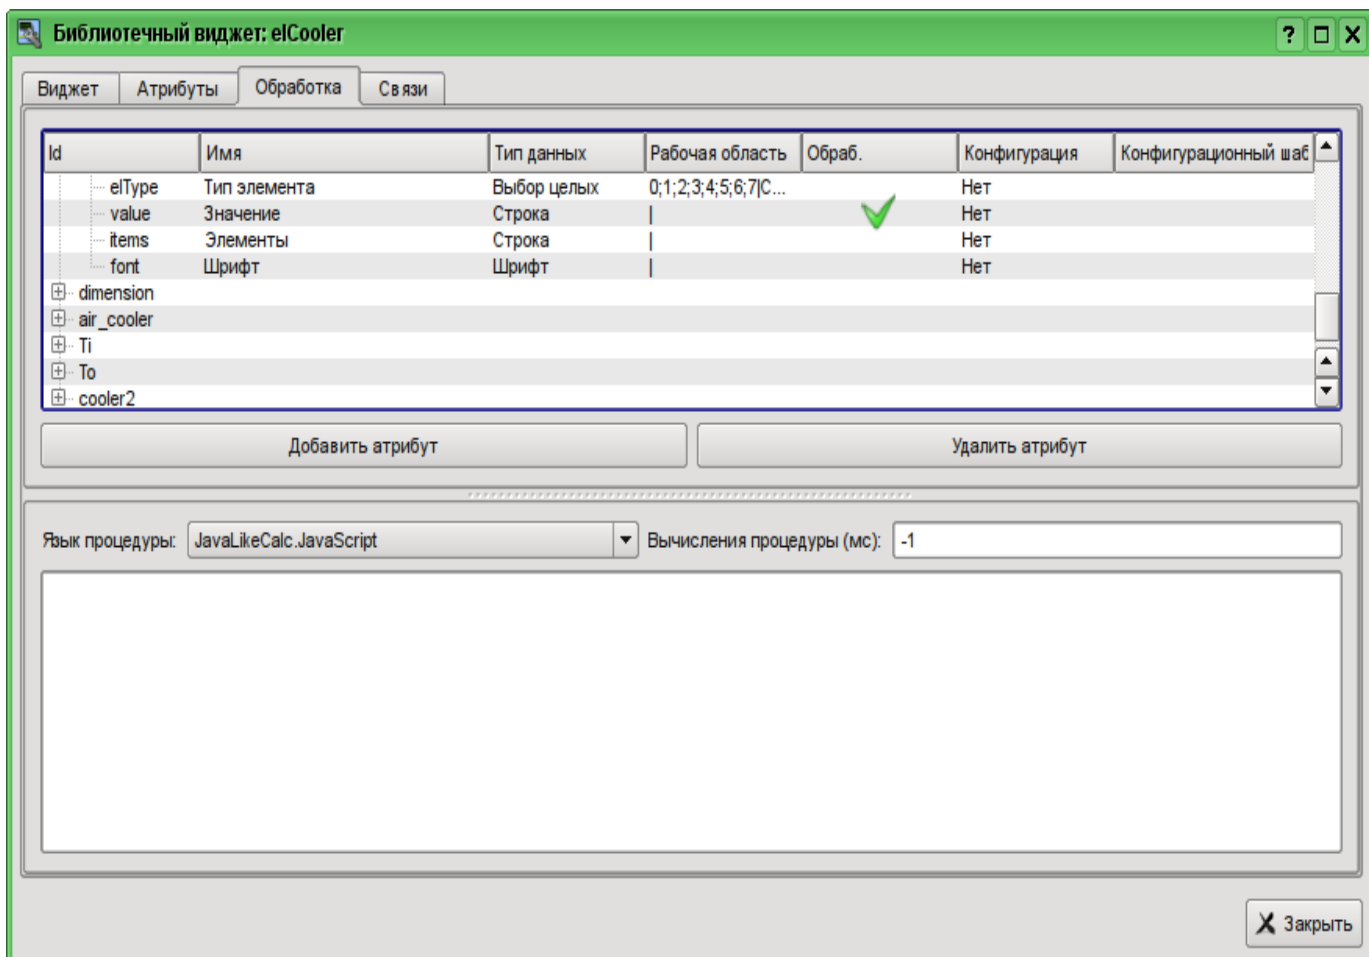 Библиотечный виджет: elCooler
Виджет Атрибуты Обработка Связи
Id Имя Тип данных Рабочая область Обраб. Конфигурация Конфигурационный шаб
elType Тип элемента Выбор целых 0;1;2;3;4;5;6;7|C... Нет
value Значение Строка | Нет
items Элементы Строка | Нет
font Шрифт Шрифт | Нет
dimension
air_cooler
Ti
To
cooler2
Добавить атрибут Удалить атрибут
Язык процедуры: JavaLikeCalc.JavaScript Вычисления процедуры (мс): -1
Закрыть